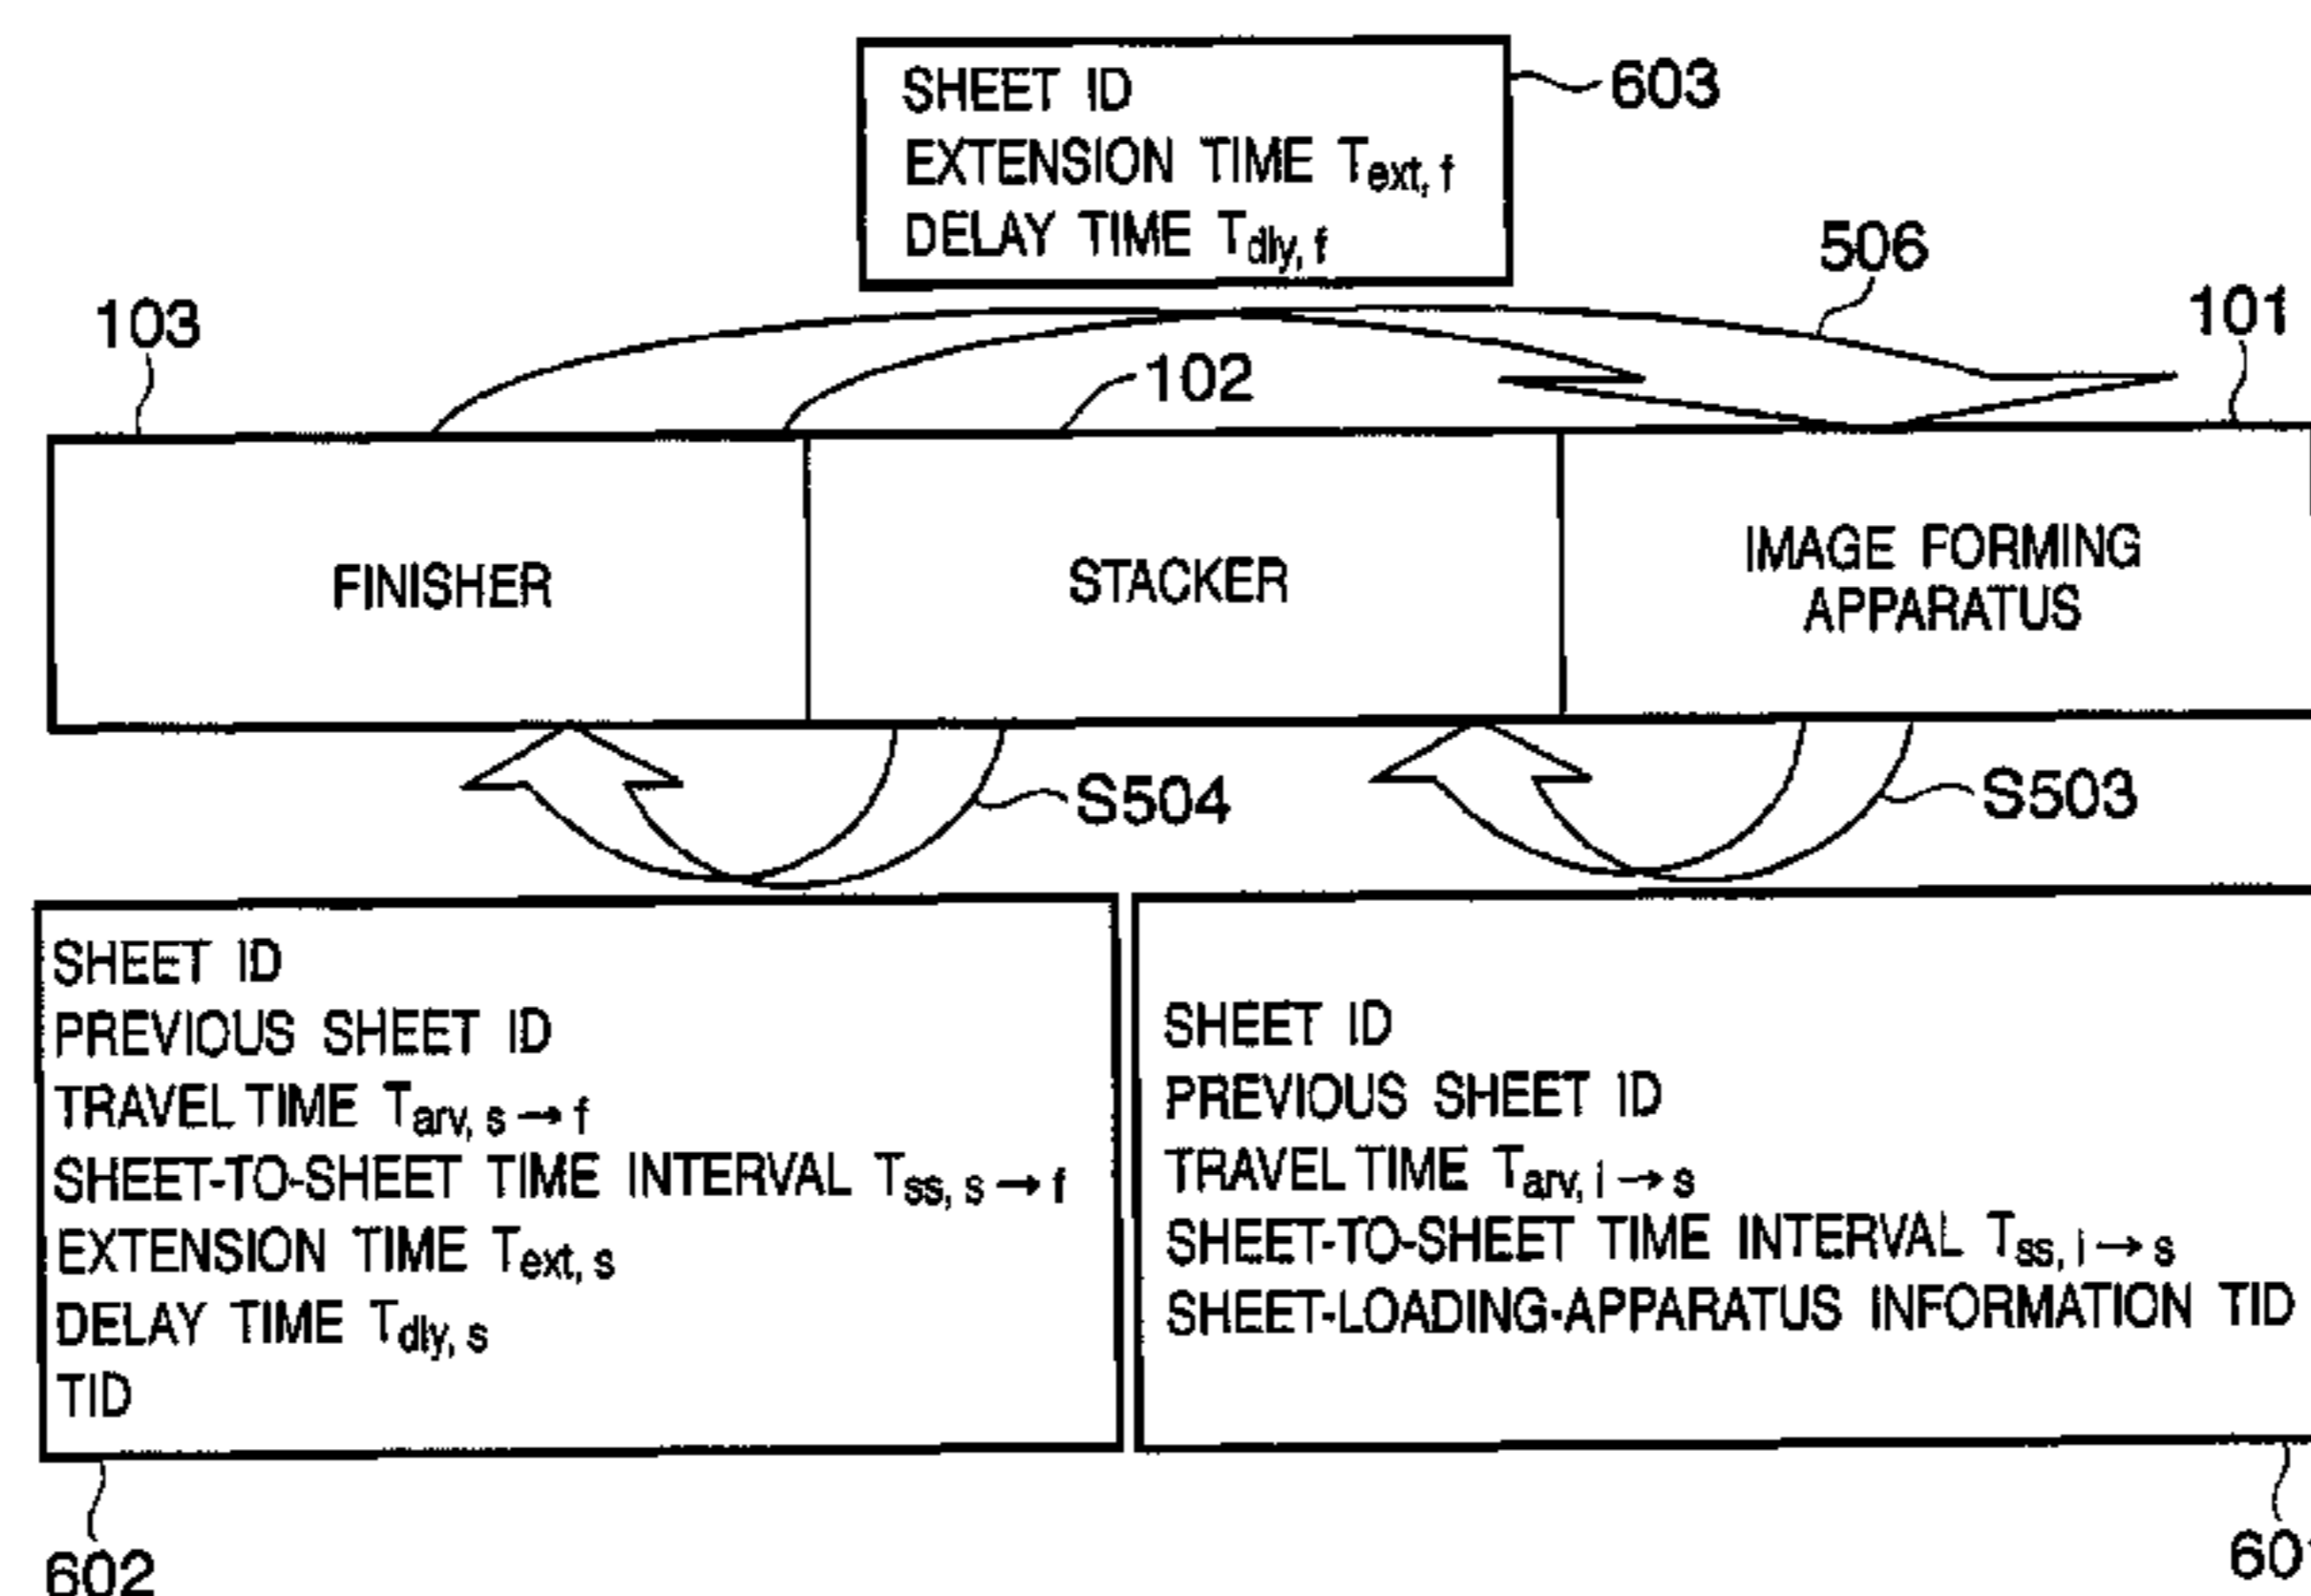 SHEET ID
EXTENSION TIME Text, f
DELAY TIME Tdly, f
603
506
103
102
101
FINISHER
STACKER
IMAGE FORMING
APPARATUS
S504
S503
SHEET ID
PREVIOUS SHEET ID
TRAVEL TIME Tarv, s → f
SHEET-TO-SHEET TIME INTERVAL Tss, s → f
EXTENSION TIME Text, s
DELAY TIME Tdly, s
TID
SHEET ID
PREVIOUS SHEET ID
TRAVEL TIME Tarv, i → s
SHEET-TO-SHEET TIME INTERVAL Tss, i → s
SHEET-LOADING-APPARATUS INFORMATION TID
602
601